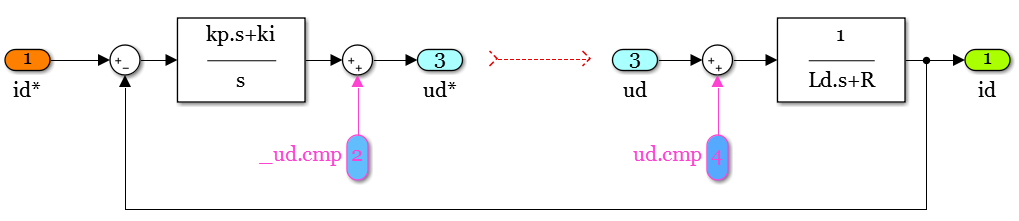 1
id*
+
−
kp.s+ki
s
+
+
3
ud*
_ud.cmp 2
3
ud
+
+
ud.cmp 4
1
Ld.s+R
1
id